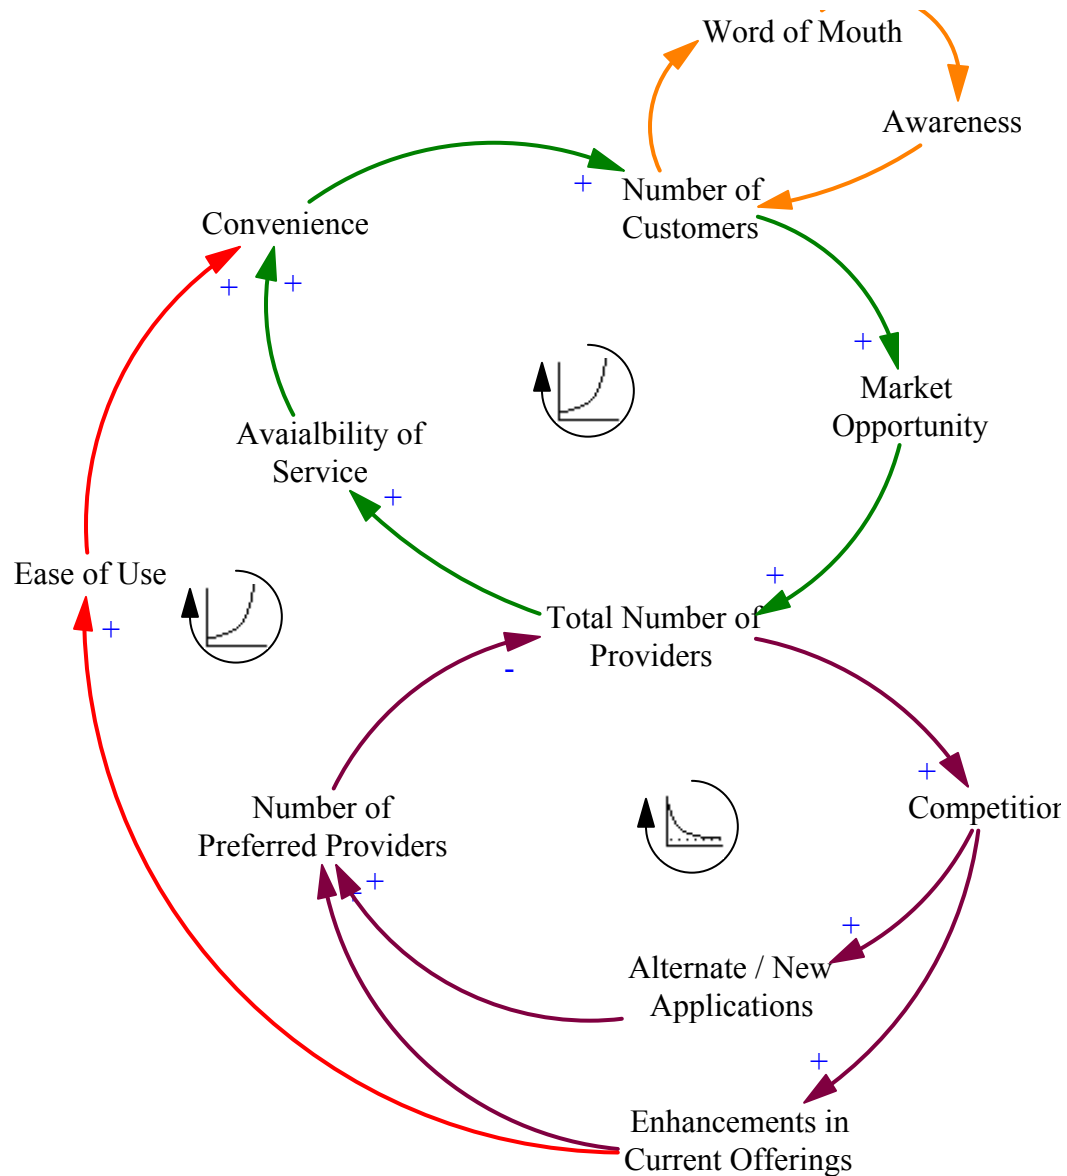 Word of Mouth
Awareness
+
Number of
Customers
Convenience
+
+
+
Market
Opportunity
Avaialbility of
Service
+
+
Ease of Use
+
Total Number of
Providers
-
+
Number of
Preferred Providers
Competition
+
+
Alternate / New
Applications
+
Enhancements in
Current Offerings